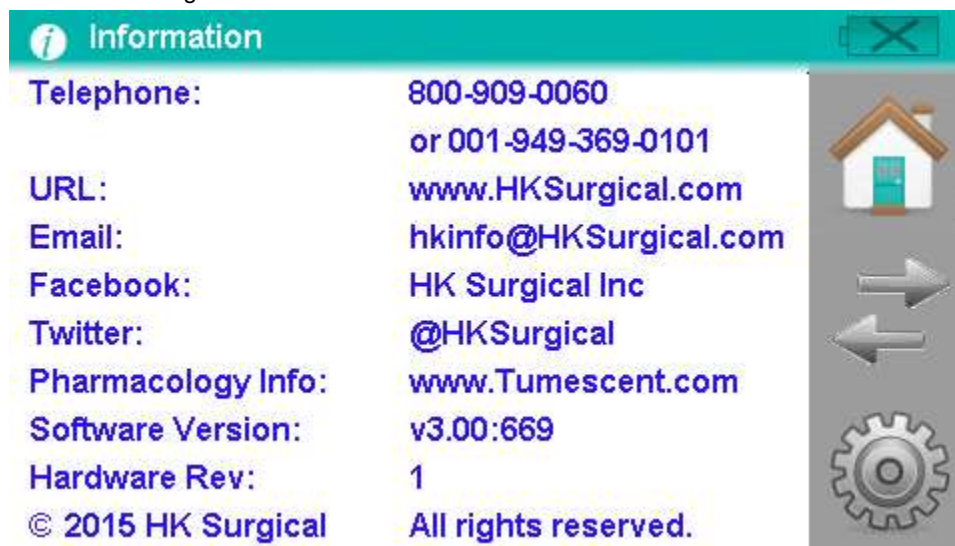 Information
Telephone: 800-909-0060
or 001-949-369-0101
URL: www.HKSurgical.com
Email: hkinfo@HKSurgical.com
Facebook: HK Surgical Inc
Twitter: @HKSurgical
Pharmacology Info: www.Tumescent.com
Software Version: v3.00:669
Hardware Rev: 1
© 2015 HK Surgical All rights reserved.